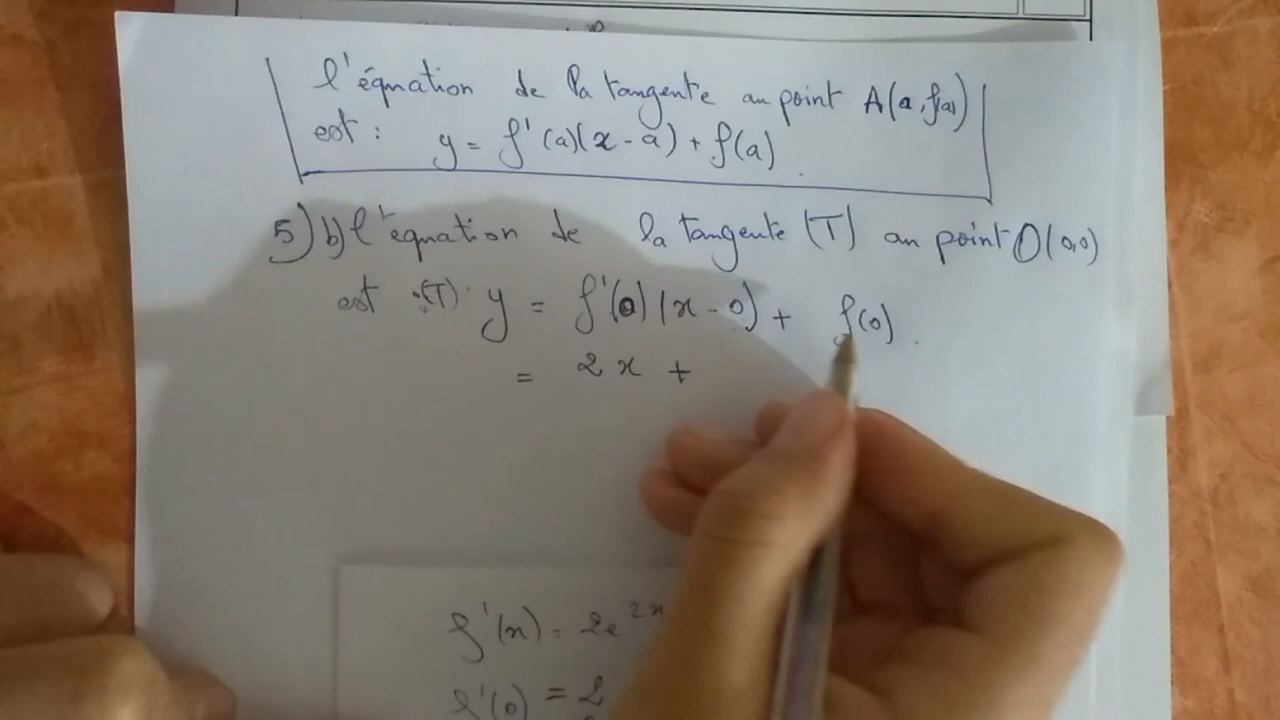 l'équation de la tangente au point A(a, f(a))
est : y = f'(a)(x - a) + f(a).
5) b) l'équation de la tangente (T) au point O(0,0)
est : (T) : y = f'(0)(x - 0) + f(0).
= 2x +
f'(x) = 2e^{2x}
f'(0) = 2